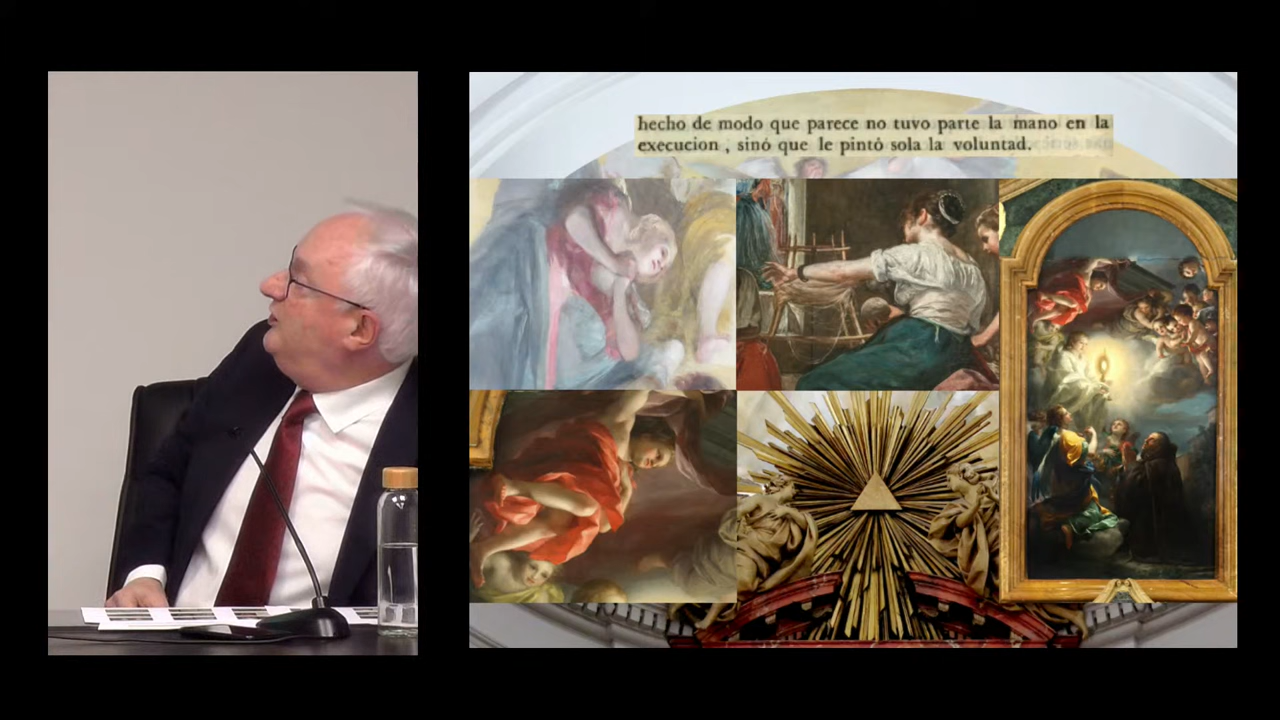 hecho de modo que parece no tuvo parte la mano en la
execucion, sinó que le pintó sola la voluntad.